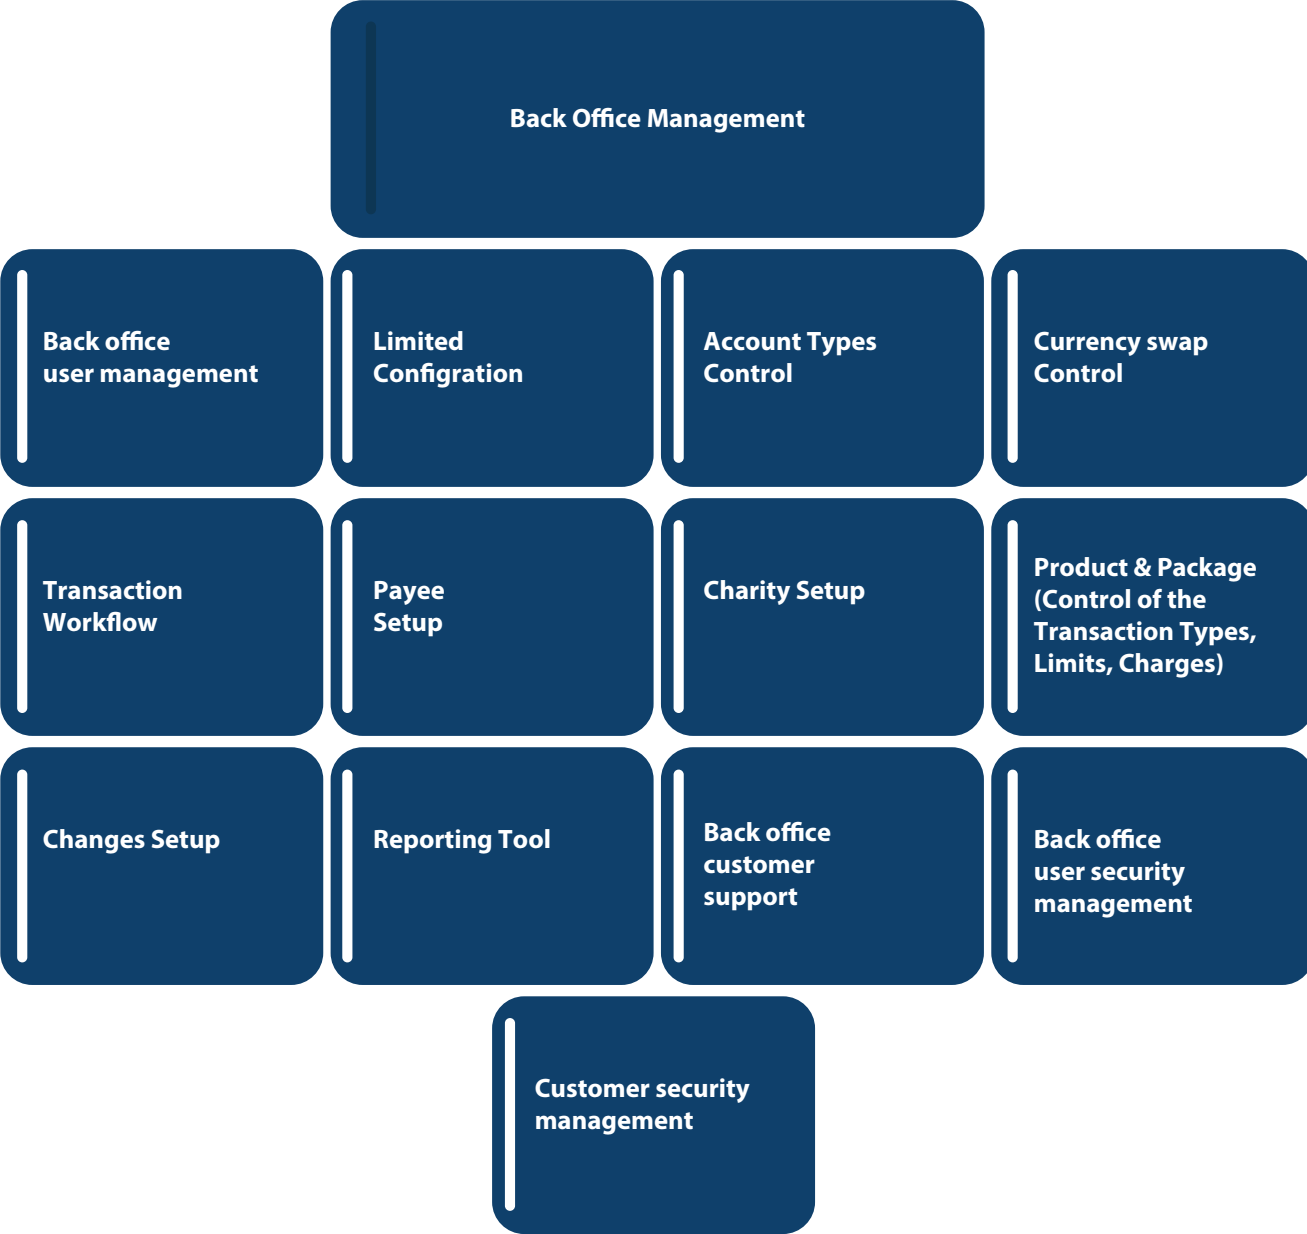 Back Office Management
Back office
user management
Limited
Configration
Account Types
Control
Currency swap
Control
Transaction
Workflow
Payee
Setup
Charity Setup
Product & Package
(Control of the
Transaction Types,
Limits, Charges)
Changes Setup
Reporting Tool
Back office
customer
support
Back office
user security
management
Customer security
management